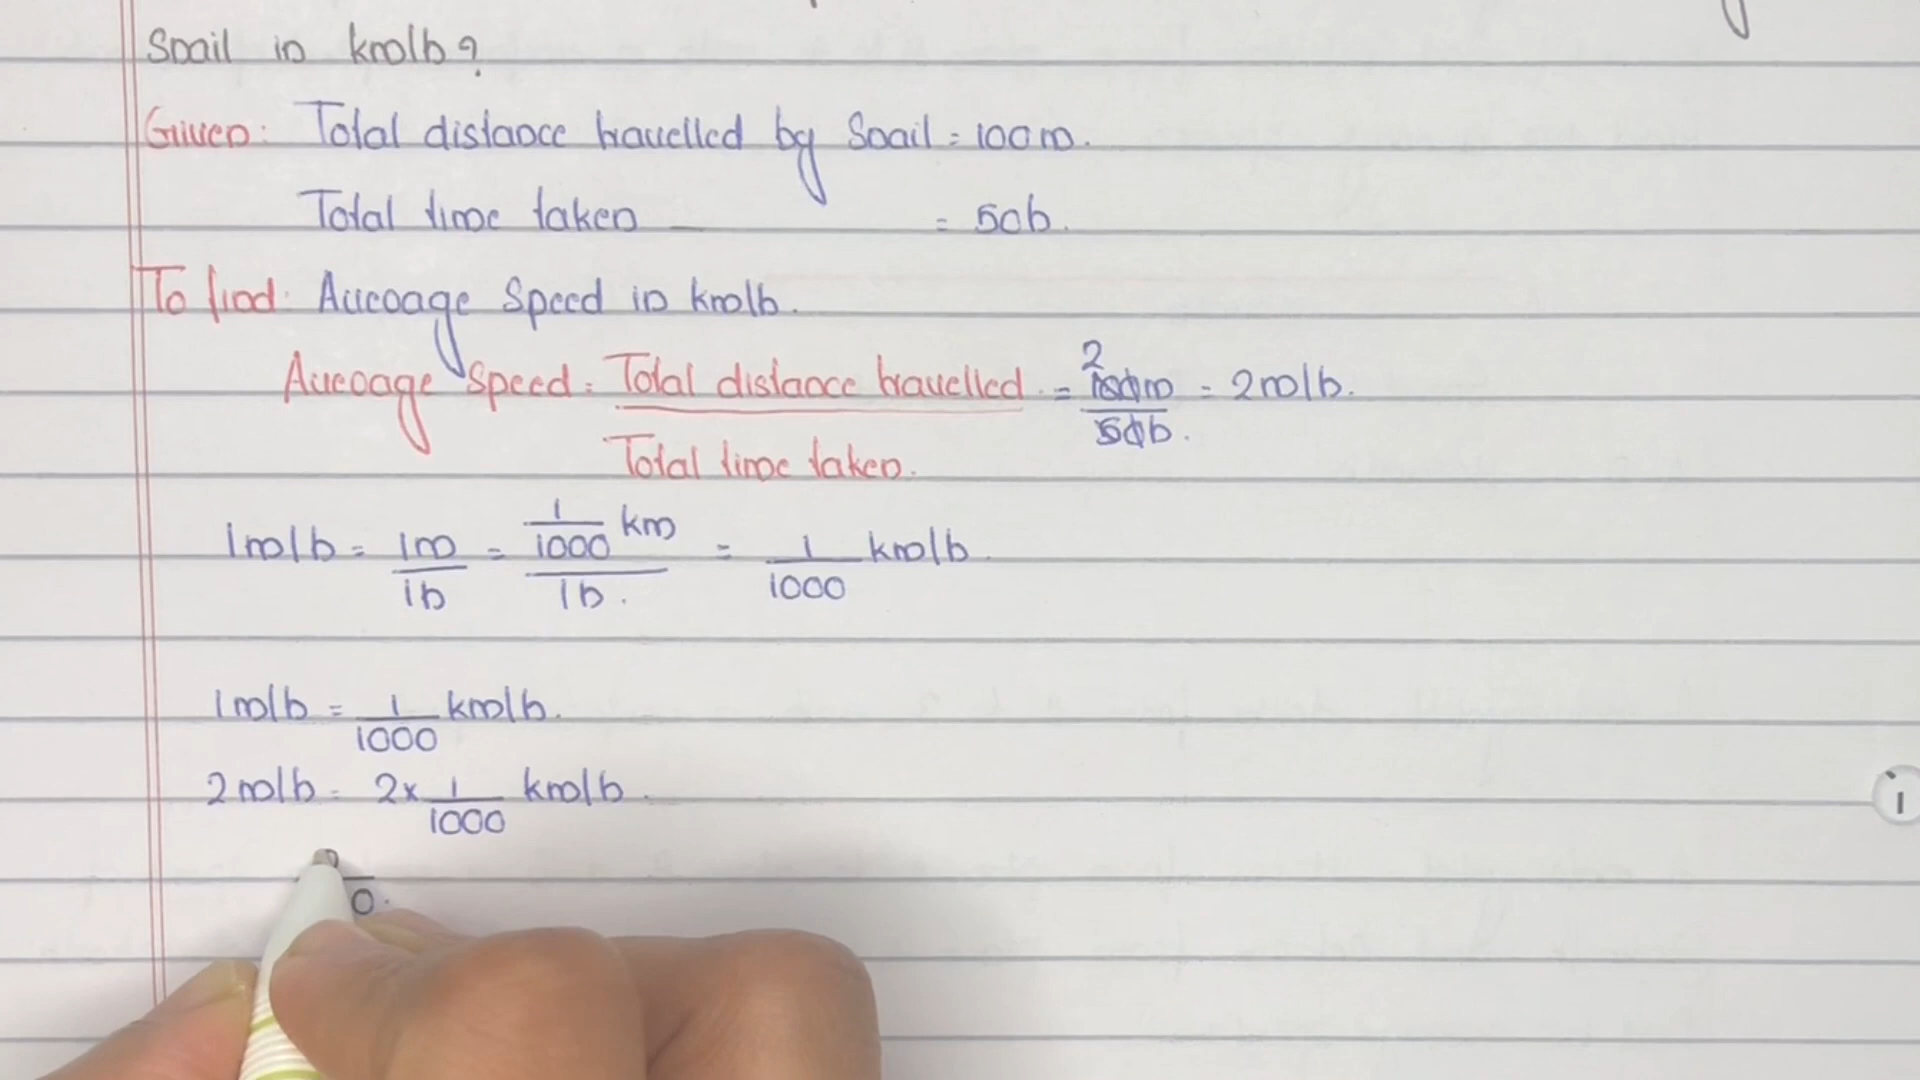 Snail in km/h?
Given: Total distance travelled by Snail = 100m.
Total time taken = 50h.
To find: Average Speed in km/h.
Average Speed = Total distance travelled / Total time taken. = 100m / 50h. 2 = 2m/h.
1m/h = 1m / 1h = 1/1000 km / 1h. = 1/1000 km/h.
1m/h = 1/1000 km/h.
2m/h = 2 × 1/1000 km/h.